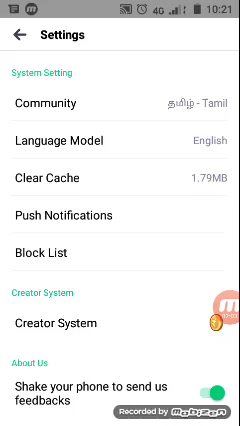 4G 10:21
Settings
System Setting
Community தமிழ் - Tamil
Language Model English
Clear Cache 1.79MB
Push Notifications
Block List
Creator System
Creator System
About Us
Shake your phone to send us
feedbacks
Recorded by Mobizen